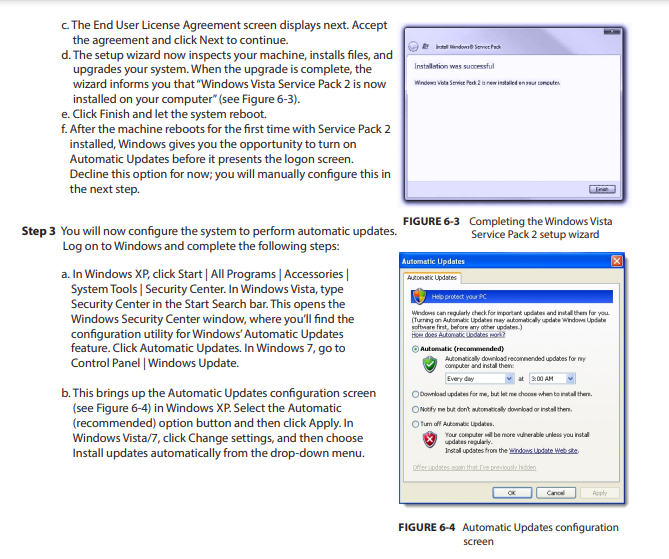 c. The End User License Agreement screen displays next. Accept
the agreement and click Next to continue.
d. The setup wizard now inspects your machine, installs files, and
upgrades your system. When the upgrade is complete, the
wizard informs you that “Windows Vista Service Pack 2 is now
installed on your computer” (see Figure 6-3).
e. Click Finish and let the system reboot.
f. After the machine reboots for the first time with Service Pack 2
installed, Windows gives you the opportunity to turn on
Automatic Updates before it presents the logon screen.
Decline this option for now; you will manually configure this in
the next step.
Install Windows® Service Pack
Installation was successful
Windows Vista Service Pack 2 is now installed on your computer.
Finish
FIGURE 6-3 Completing the Windows Vista
Service Pack 2 setup wizard
Step 3 You will now configure the system to perform automatic updates.
Log on to Windows and complete the following steps:
a. In Windows XP, click Start | All Programs | Accessories |
System Tools | Security Center. In Windows Vista, type
Security Center in the Start Search bar. This opens the
Windows Security Center window, where you’ll find the
configuration utility for Windows’ Automatic Updates
feature. Click Automatic Updates. In Windows 7, go to
Control Panel | Windows Update.
b. This brings up the Automatic Updates configuration screen
(see Figure 6-4) in Windows XP. Select the Automatic
(recommended) option button and then click Apply. In
Windows Vista/7, click Change settings, and then choose
Install updates automatically from the drop-down menu.
Automatic Updates
Automatic Updates
Help protect your PC
Windows can regularly check for important updates and install them for you.
(Turning on Automatic Updates may automatically update Windows Update
software first, before any other updates.)
How does Automatic Updates work?
Automatic (recommended)
Automatically download recommended updates for my
computer and install them:
Every day at 3:00 AM
Download updates for me, but let me choose when to install them.
Notify me but don't automatically download or install them.
Turn off Automatic Updates.
Your computer will be more vulnerable unless you install
updates regularly.
Install updates from the Windows Update Web site.
Offer updates again that I've previously hidden
OK Cancel Apply
FIGURE 6-4 Automatic Updates configuration
screen